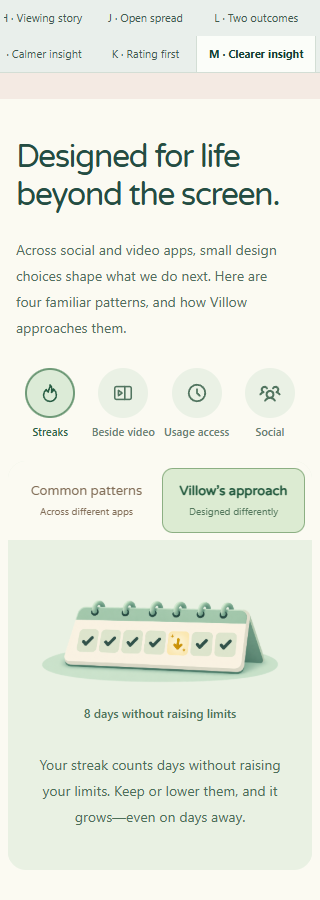 · Viewing story
J · Open spread
L · Two outcomes
· Calmer insight
K · Rating first
M · Clearer insight
Designed for life
beyond the screen.
Across social and video apps, small design
choices shape what we do next. Here are
four familiar patterns, and how Villow
approaches them.
Streaks
Beside video
Usage access
Social
Common patterns
Across different apps
Villow's approach
Designed differently
8 days without raising limits
Your streak counts days without raising
your limits. Keep or lower them, and it
grows—even on days away.